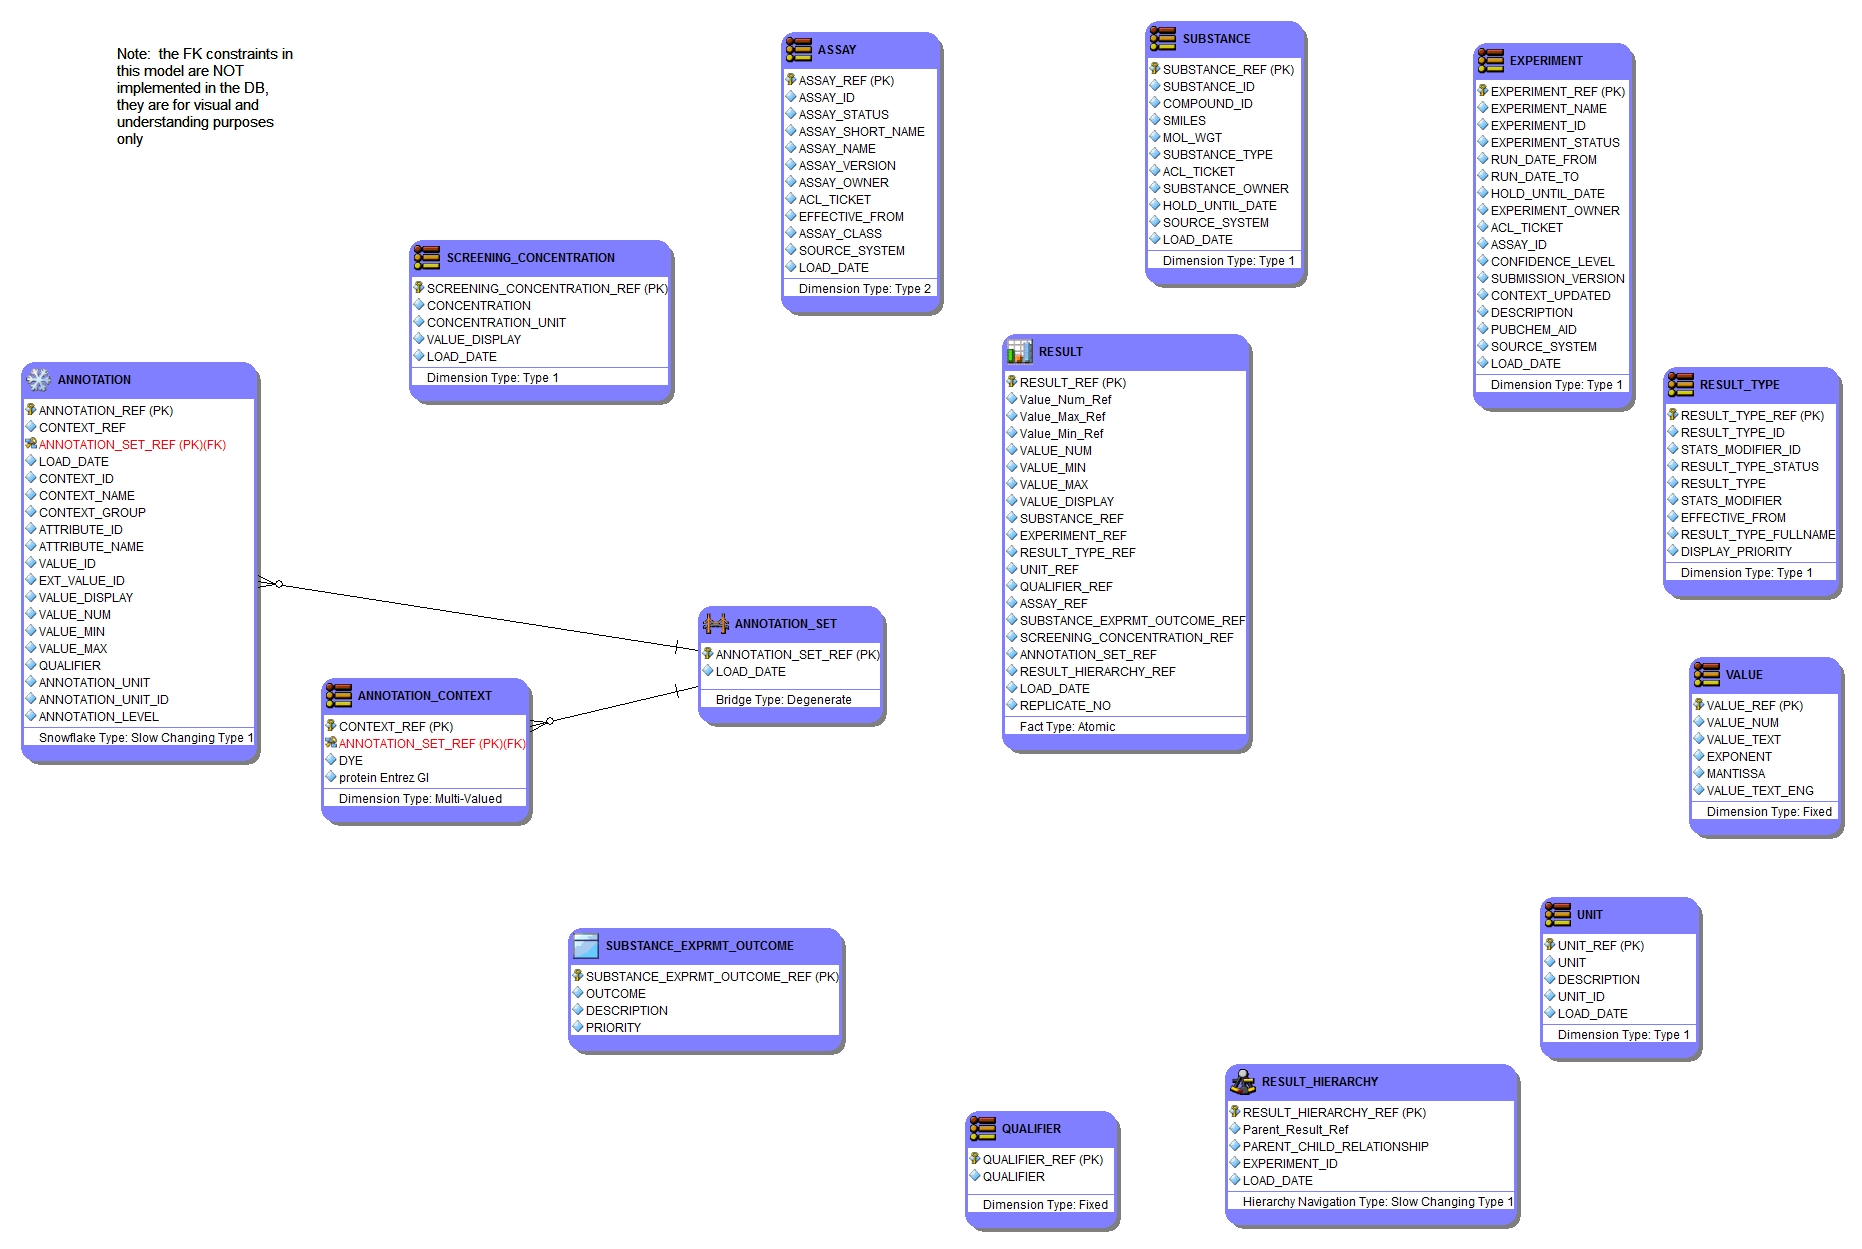 Note: the FK constraints in
this model are NOT
implemented in the DB,
they are for visual and
understanding purposes
only
ASSAY
ASSAY_REF (PK)
ASSAY_ID
ASSAY_STATUS
ASSAY_SHORT_NAME
ASSAY_NAME
ASSAY_VERSION
ASSAY_OWNER
ACL_TICKET
EFFECTIVE_FROM
ASSAY_CLASS
SOURCE_SYSTEM
LOAD_DATE
Dimension Type: Type 2
SUBSTANCE
SUBSTANCE_REF (PK)
SUBSTANCE_ID
COMPOUND_ID
SMILES
MOL_WGT
SUBSTANCE_TYPE
ACL_TICKET
SUBSTANCE_OWNER
HOLD_UNTIL_DATE
SOURCE_SYSTEM
LOAD_DATE
Dimension Type: Type 1
EXPERIMENT
EXPERIMENT_REF (PK)
EXPERIMENT_NAME
EXPERIMENT_ID
EXPERIMENT_STATUS
RUN_DATE_FROM
RUN_DATE_TO
HOLD_UNTIL_DATE
EXPERIMENT_OWNER
ACL_TICKET
ASSAY_ID
CONFIDENCE_LEVEL
SUBMISSION_VERSION
CONTEXT_UPDATED
DESCRIPTION
PUBCHEM_AID
SOURCE_SYSTEM
LOAD_DATE
Dimension Type: Type 1
SCREENING_CONCENTRATION
SCREENING_CONCENTRATION_REF (PK)
CONCENTRATION
CONCENTRATION_UNIT
VALUE_DISPLAY
LOAD_DATE
Dimension Type: Type 1
ANNOTATION
ANNOTATION_REF (PK)
CONTEXT_REF
ANNOTATION_SET_REF (PK)(FK)
LOAD_DATE
CONTEXT_ID
CONTEXT_NAME
CONTEXT_GROUP
ATTRIBUTE_ID
ATTRIBUTE_NAME
VALUE_ID
EXT_VALUE_ID
VALUE_DISPLAY
VALUE_NUM
VALUE_MIN
VALUE_MAX
QUALIFIER
ANNOTATION_UNIT
ANNOTATION_UNIT_ID
ANNOTATION_LEVEL
Snowflake Type: Slow Changing Type 1
RESULT
RESULT_REF (PK)
Value_Num_Ref
Value_Max_Ref
Value_Min_Ref
VALUE_NUM
VALUE_MIN
VALUE_MAX
VALUE_DISPLAY
SUBSTANCE_REF
EXPERIMENT_REF
RESULT_TYPE_REF
UNIT_REF
QUALIFIER_REF
ASSAY_REF
SUBSTANCE_EXPRMT_OUTCOME_REF
SCREENING_CONCENTRATION_REF
ANNOTATION_SET_REF
RESULT_HIERARCHY_REF
LOAD_DATE
REPLICATE_NO
Fact Type: Atomic
RESULT_TYPE
RESULT_TYPE_REF (PK)
RESULT_TYPE_ID
STATS_MODIFIER_ID
RESULT_TYPE_STATUS
RESULT_TYPE
STATS_MODIFIER
EFFECTIVE_FROM
RESULT_TYPE_FULLNAME
DISPLAY_PRIORITY
Dimension Type: Type 1
ANNOTATION_SET
ANNOTATION_SET_REF (PK)
LOAD_DATE
Bridge Type: Degenerate
ANNOTATION_CONTEXT
CONTEXT_REF (PK)
ANNOTATION_SET_REF (PK)(FK)
DYE
protein Entrez GI
Dimension Type: Multi-Valued
VALUE
VALUE_REF (PK)
VALUE_NUM
VALUE_TEXT
EXPONENT
MANTISSA
VALUE_TEXT_ENG
Dimension Type: Fixed
SUBSTANCE_EXPRMT_OUTCOME
SUBSTANCE_EXPRMT_OUTCOME_REF (PK)
OUTCOME
DESCRIPTION
PRIORITY
UNIT
UNIT_REF (PK)
UNIT
DESCRIPTION
UNIT_ID
LOAD_DATE
Dimension Type: Type 1
RESULT_HIERARCHY
RESULT_HIERARCHY_REF (PK)
Parent_Result_Ref
PARENT_CHILD_RELATIONSHIP
EXPERIMENT_ID
LOAD_DATE
Hierarchy Navigation Type: Slow Changing Type 1
QUALIFIER
QUALIFIER_REF (PK)
QUALIFIER
Dimension Type: Fixed